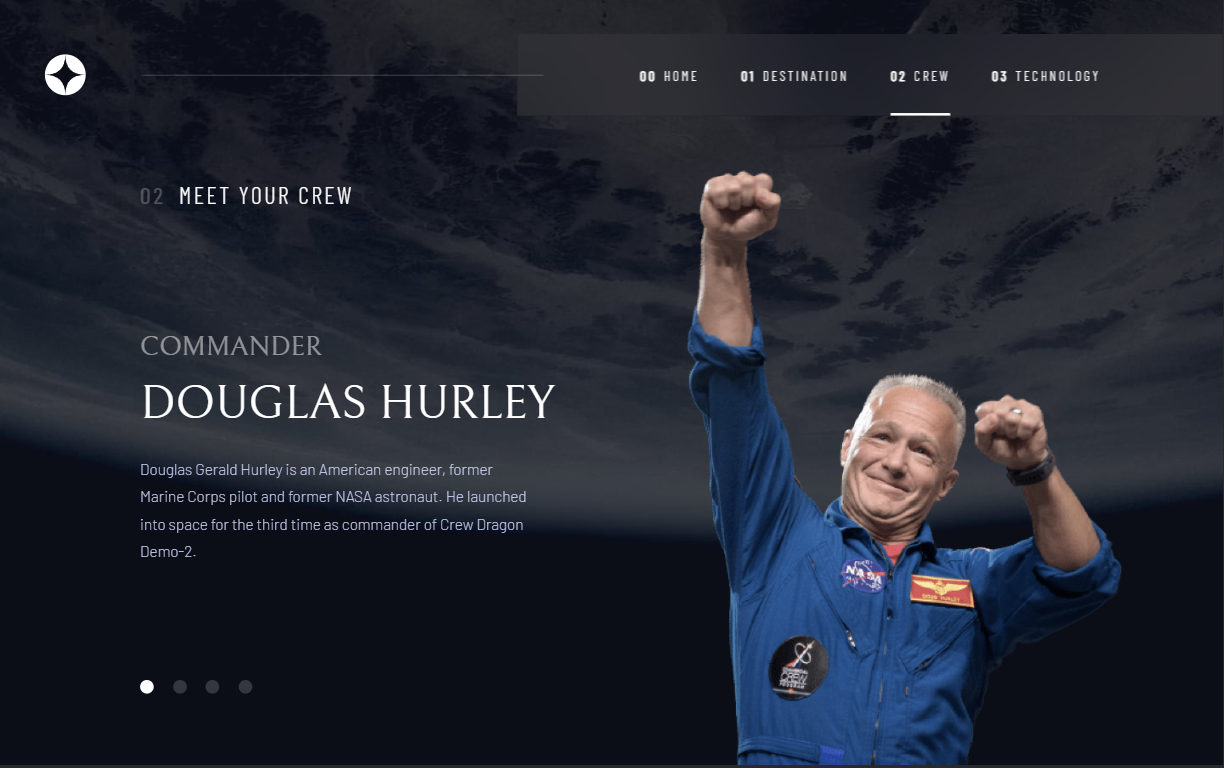 00 HOME
01 DESTINATION
02 CREW
03 TECHNOLOGY
02 MEET YOUR CREW
COMMANDER
DOUGLAS HURLEY
Douglas Gerald Hurley is an American engineer, former
Marine Corps pilot and former NASA astronaut. He launched
into space for the third time as commander of Crew Dragon
Demo-2.
NASA
CREW
PROGRAM